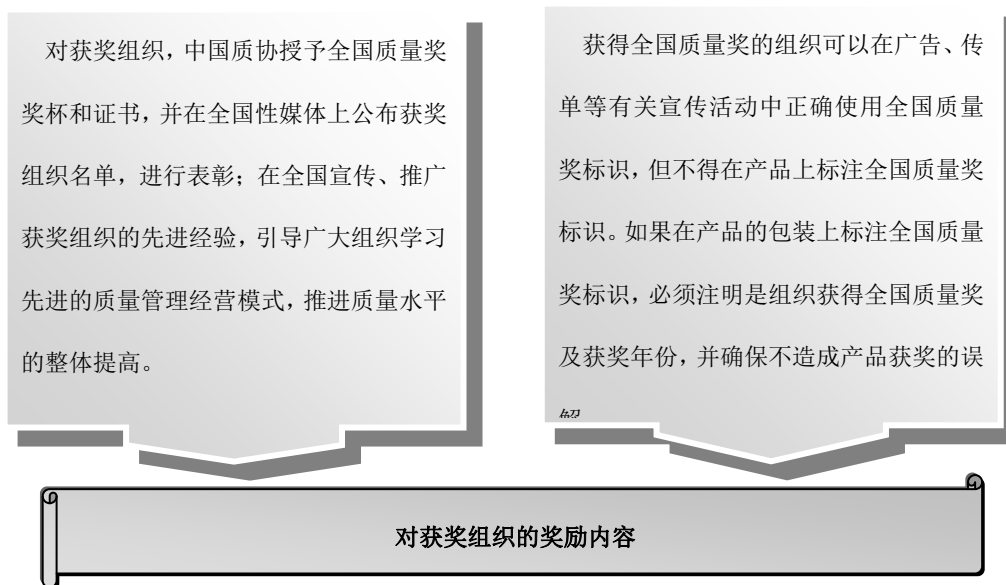 对获奖组织，中国质协授予全国质量奖
奖杯和证书，并在全国性媒体上公布获奖
组织名单，进行表彰；在全国宣传、推广
获奖组织的先进经验，引导广大组织学习
先进的质量管理经营模式，推进质量水平
的整体提高。
获得全国质量奖的组织可以在广告、传
单等有关宣传活动中正确使用全国质量
奖标识，但不得在产品上标注全国质量奖
标识。如果在产品的包装上标注全国质量
奖标识，必须注明是组织获得全国质量奖
及获奖年份，并确保不造成产品获奖的误
对获奖组织的奖励内容